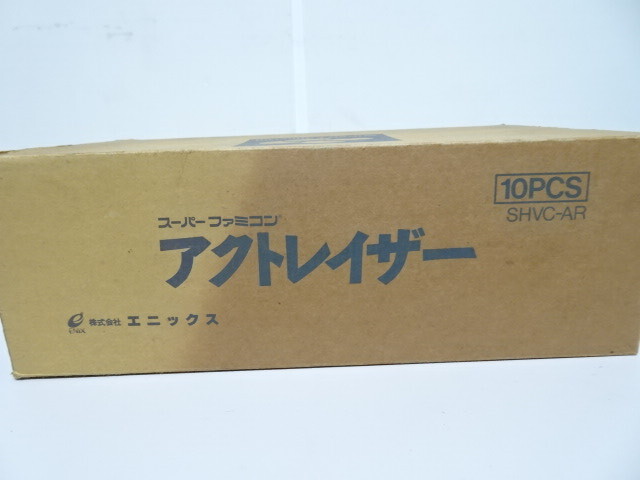 10PCS
SHVC-AR
スーパーファミコン
アクトレイザー
enix 株式会社 エニックス